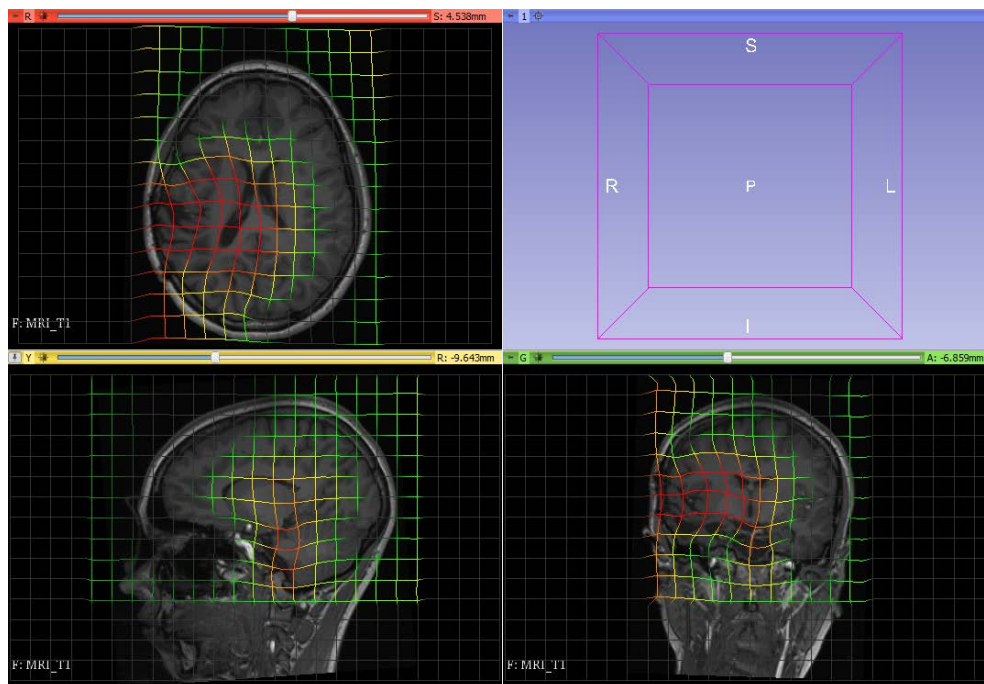 R S: 4.538mm
F: MRI_T1
1
S
R P L
I
Y R: -9.643mm
F: MRI_T1
G A: -6.859mm
F: MRI_T1